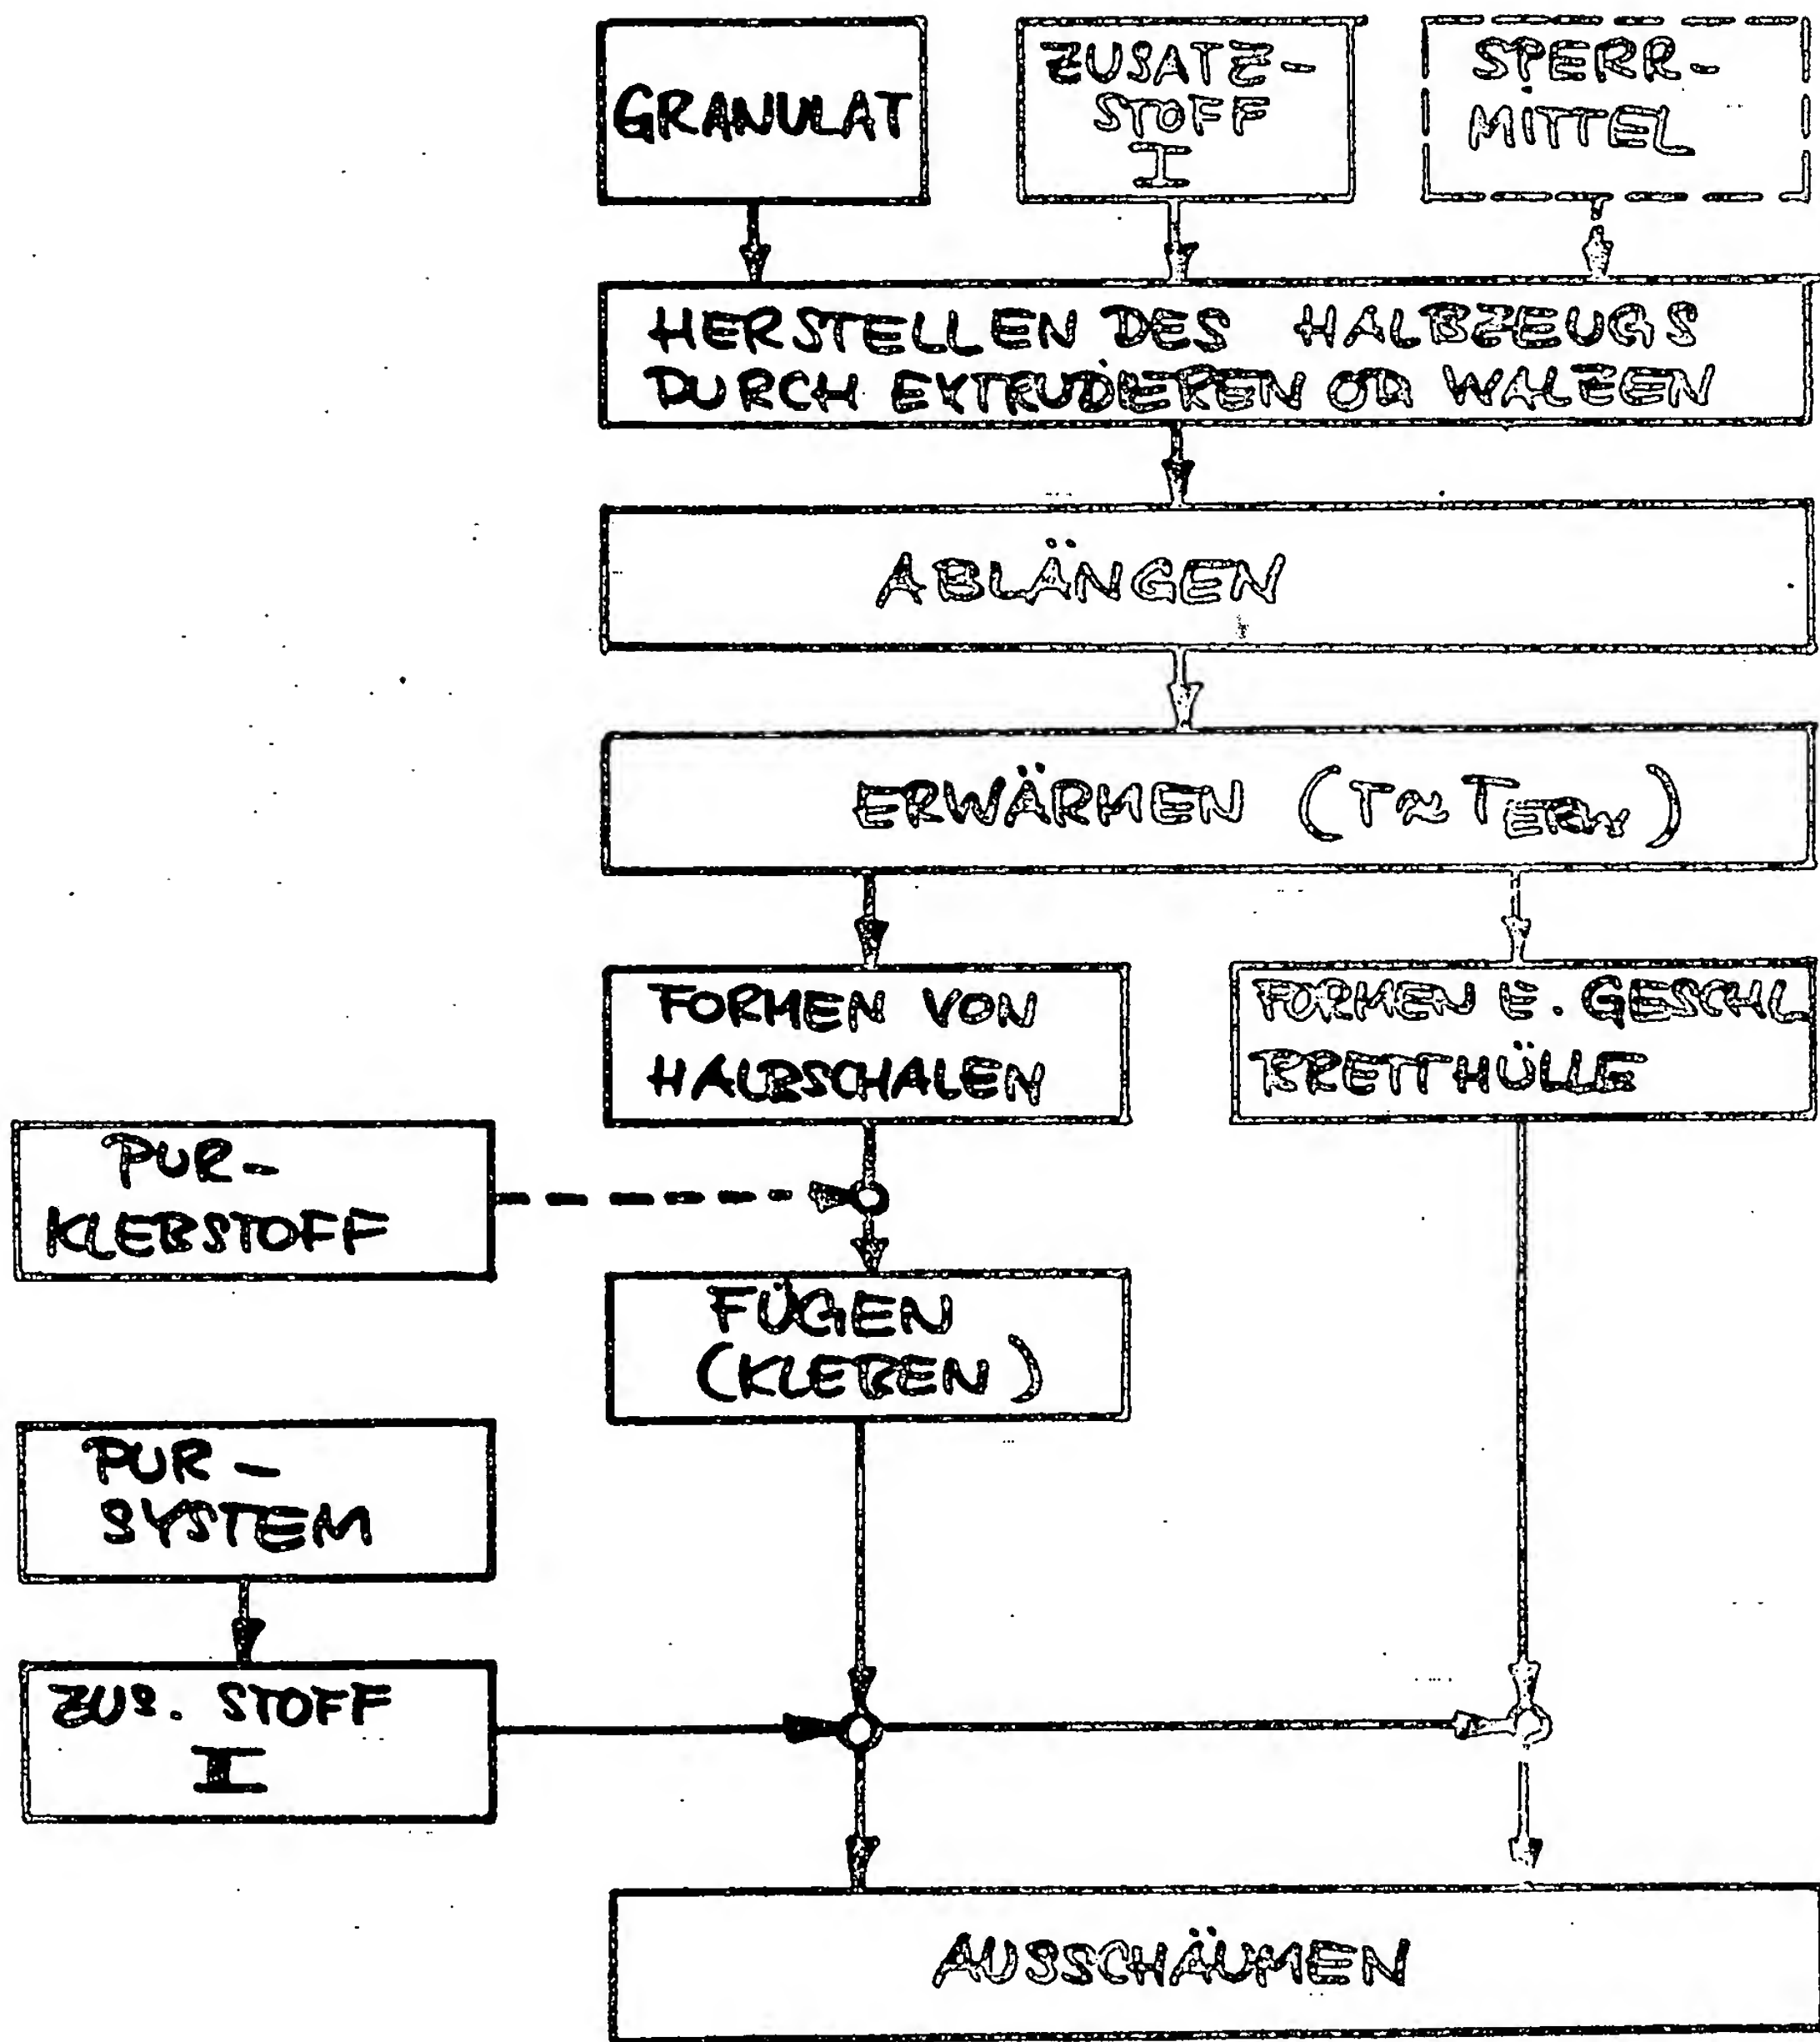 GRANULAT
ZUSATZ-
STOFF
I
SPERR-
MITTEL
HERSTELLEN DES HALBZEUGS
DURCH EXTRUDIEREN OD WALZEN
ABLÄNGEN
ERWÄRMEN (T≈TERW)
FORMEN VON
HALBSCHALEN
FORMEN E. GESCHL
BRETTHÜLLE
PUR-
KLEBSTOFF
FÜGEN
(KLEBEN)
PUR-
SYSTEM
ZUS. STOFF
I
AUSSCHÄUMEN